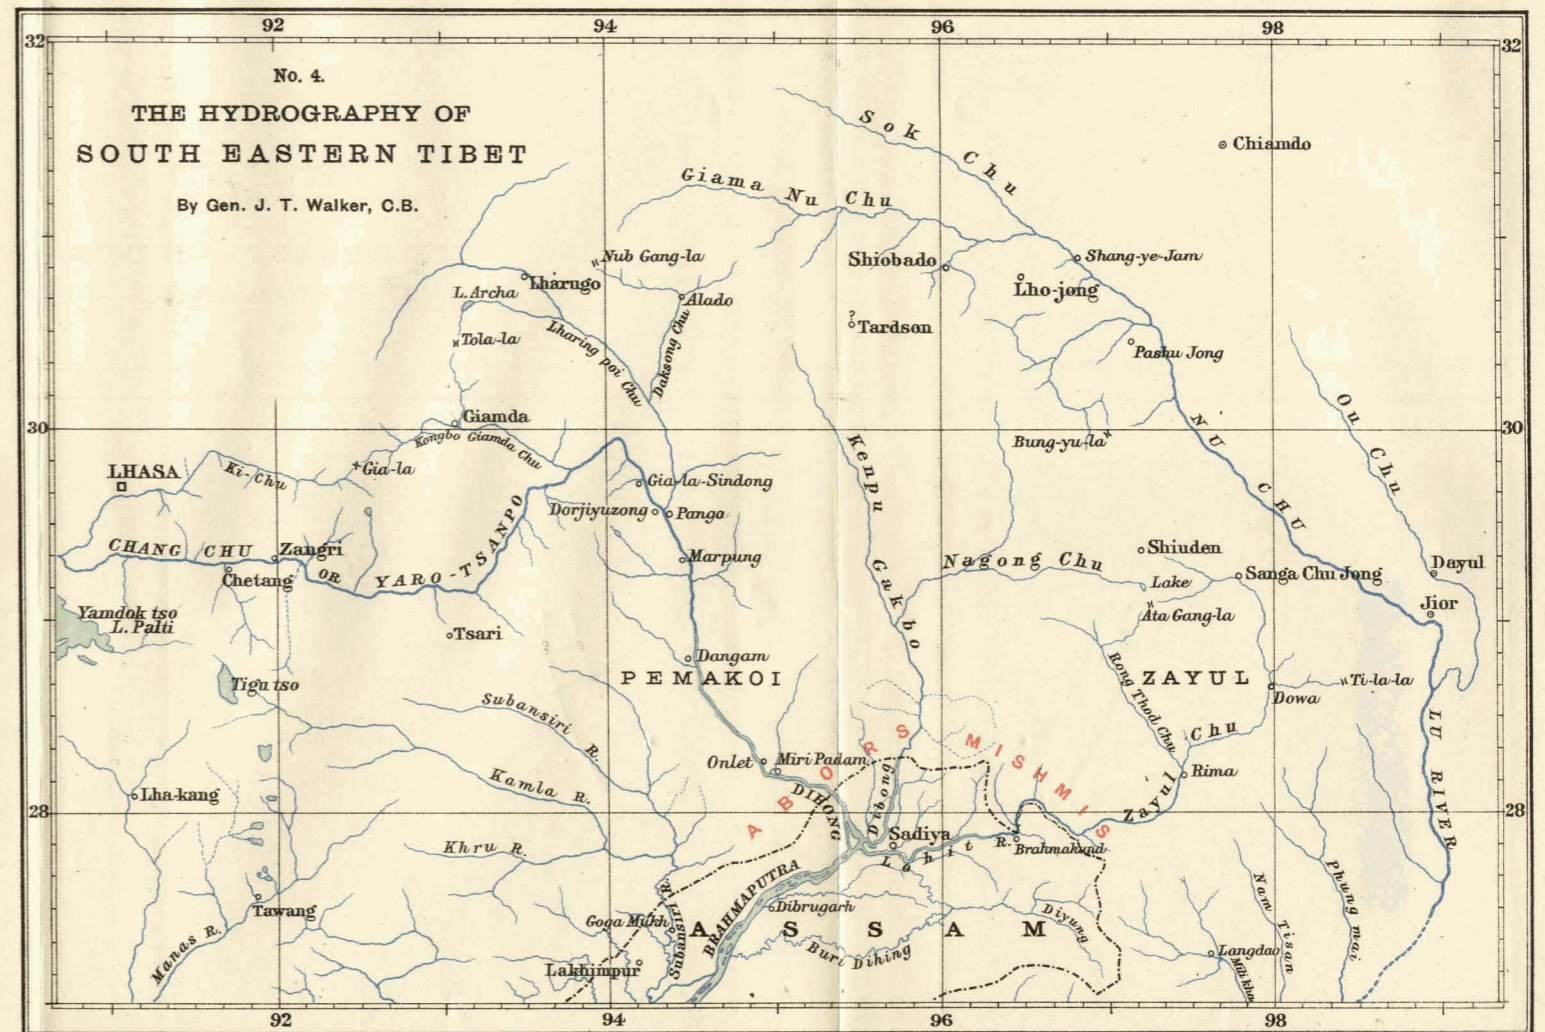 92
94
96
98
32
32
No. 4.
THE HYDROGRAPHY OF
SOUTH EASTERN TIBET
By Gen. J. T. Walker, C.B.
Sok Chu
Chiamdo
Giama Nu Chu
Nub Gang-la
Shiobado
Shang-ye-Jam
Lharugo
L. Archa
Alado
Lho-jong
Tola-la
Lharing poi Chu
Daksong Chu
?
Tardson
Pashu Jong
Ou Chu
Giamda
30
30
Kongbo Giamda Chu
Bung-yu-la
NU CHU
Kenpu
LHASA
Ki-Chu
Gia-la
Gia-la-Sindong
Dorjiyuzong
Pango
CHANG CHU
Zangri
OR
YARO-TSANPO
Chetang
Marpung
Gakbo
Nagong Chu
Shiuden
Lake
Sanga Chu Jong
Dayul
Jior
Yamdok tso
L. Palti
Ata Gang-la
Tsari
Dangam
PEMAKOI
Rong Thod Chu
ZAYUL
Ti-la-la
Tigu tso
Dowa
Subansiri R.
LU RIVER
ABORS
MISHMIS
Chu
Onlet
Miri Padam
Kamla R.
Rima
Lha-kang
DIHONG
Dibong
Zayul
28
28
Sadiya
Lohit R.
Brahmakund
Khru R.
BRAHMAPUTRA
Nam Tisan
Phung mai
Tawang
Dibrugarh
Diyung
Goga Mukh
Subansiri R.
ASSAM
Buri Dihing
Manas R.
Langdao
Lakhimpur
92
94
96
98